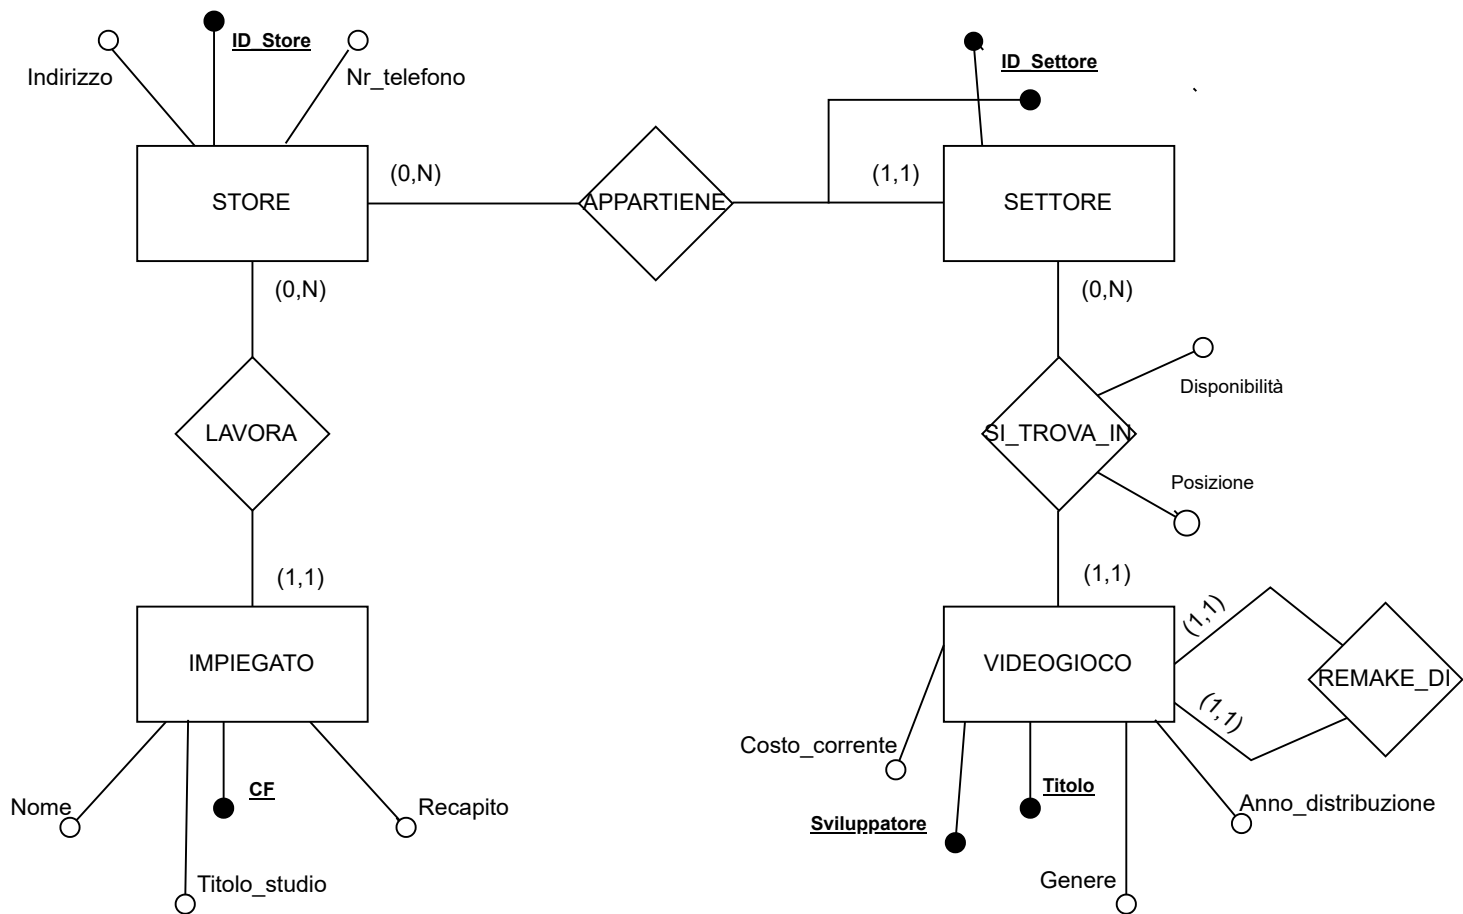 ID_Store
Indirizzo
Nr_telefono
ID_Settore
STORE
(0,N)
APPARTIENE
(1,1)
SETTORE
(0,N)
(0,N)
Disponibilità
LAVORA
SI_TROVA_IN
Posizione
(1,1)
(1,1)
(1,1)
IMPIEGATO
VIDEOGIOCO
REMAKE_DI
(1,1)
Costo_corrente
Nome
CF
Recapito
Sviluppatore
Titolo
Anno_distribuzione
Titolo_studio
Genere